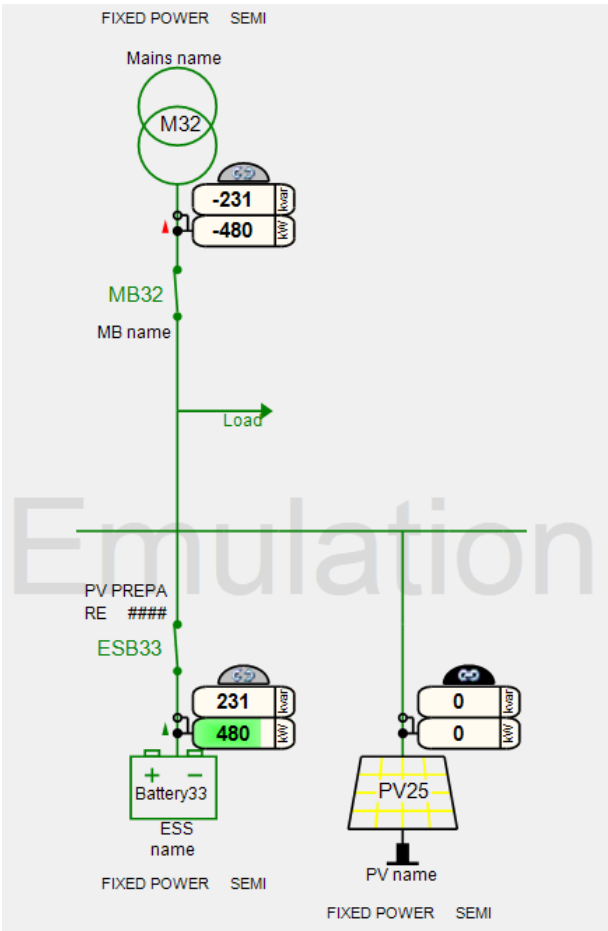 FIXED POWER SEMI
Mains name
M32
-231 kvar
-480 kW
MB32
MB name
Load
Emulation
PV PREPA
RE ####
ESB33
231 kvar
480 kW
0 kvar
0 kW
+ −
Battery33
PV25
ESS
name
PV name
FIXED POWER SEMI
FIXED POWER SEMI